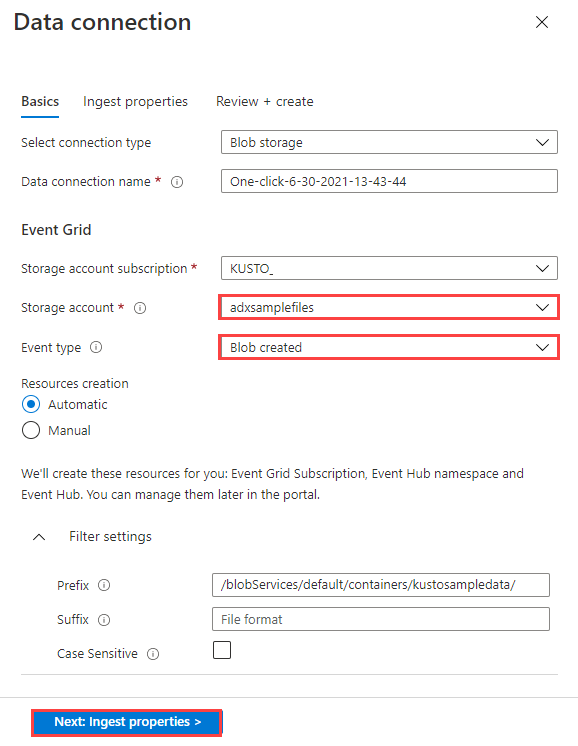 Data connection
Basics Ingest properties Review + create
Select connection type Blob storage
Data connection name * One-click-6-30-2021-13-43-44
Event Grid
Storage account subscription * KUSTO_
Storage account * adxsamplefiles
Event type Blob created
Resources creation
Automatic
Manual
We'll create these resources for you: Event Grid Subscription, Event Hub namespace and
Event Hub. You can manage them later in the portal.
Filter settings
Prefix /blobServices/default/containers/kustosampledata/
Suffix File format
Case Sensitive
Next: Ingest properties >